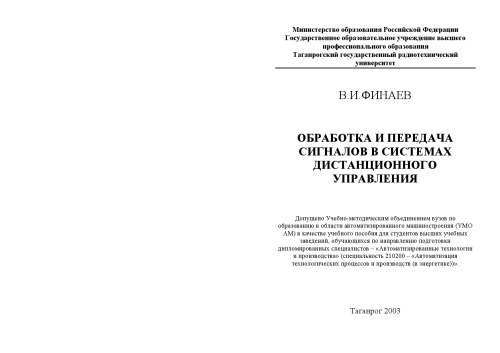 Министерство образования Российской Федерации
Государственное образовательное учреждение высшего
профессионального образования
Таганрогский государственный радиотехнический
университет
В.И.ФИНАЕВ
ОБРАБОТКА И ПЕРЕДАЧА
СИГНАЛОВ В СИСТЕМАХ
ДИСТАНЦИОННОГО
УПРАВЛЕНИЯ
Допущено Учебно-методическим объединением вузов по
образованию в области автоматизированного машиностроения (УМО
АМ) в качестве учебного пособия для студентов высших учебных
заведений, обучающихся по направлению подготовки
дипломированных специалистов – «Автоматизированные технологии
и производства» (специальность 210200 – «Автоматизация
технологических процессов и производств (в энергетике))».
Таганрог 2003